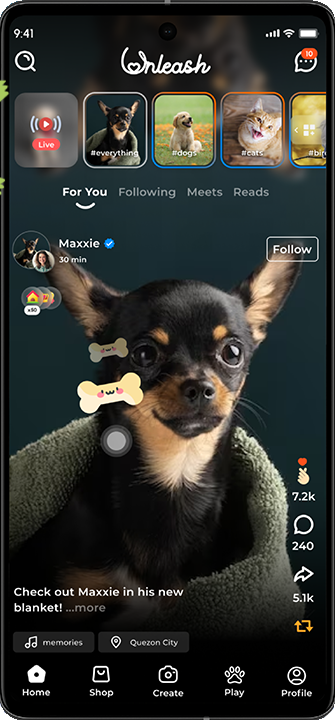 9:41
Unleash
10
Live
#everything
#dogs
#cats
For You Following Meets Reads
Maxxie
30 min
Follow
x50
7.2k
240
5.1k
Check out Maxxie in his new
blanket! ...more
memories
Quezon City
Home Shop Create Play Profile